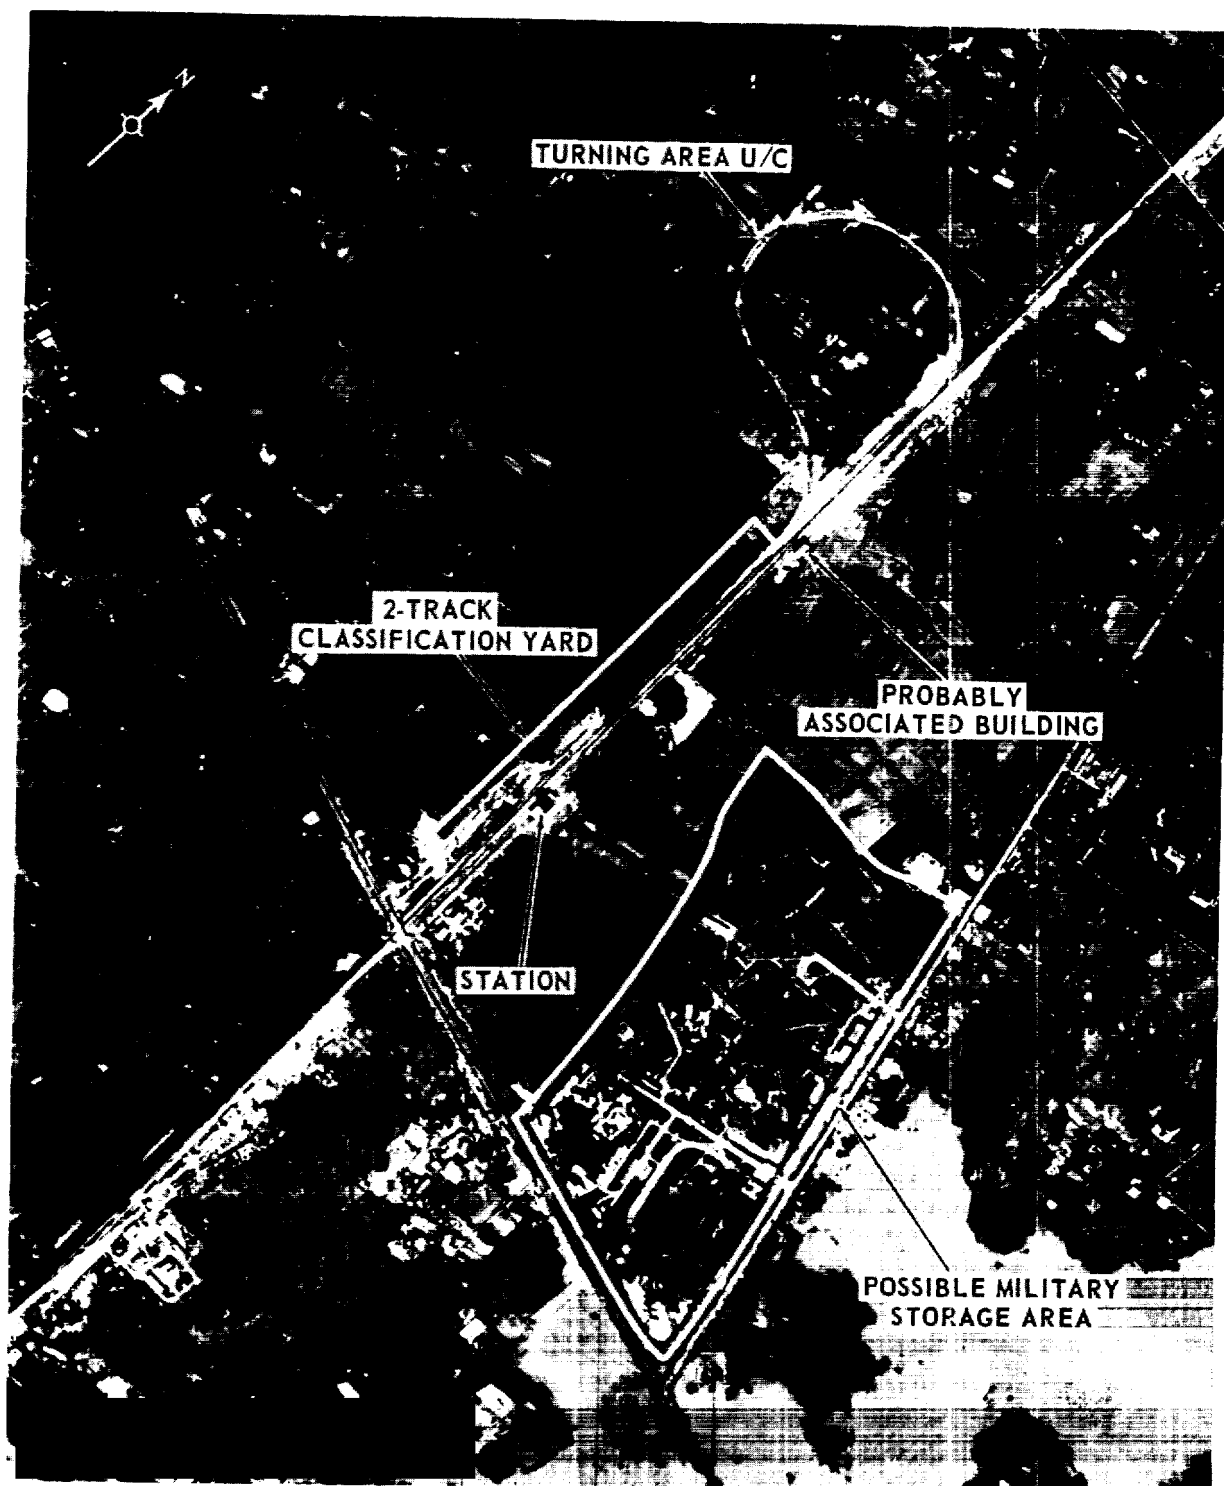 N
TURNING AREA U/C
2-TRACK
CLASSIFICATION YARD
PROBABLY
ASSOCIATED BUILDING
STATION
POSSIBLE MILITARY
STORAGE AREA